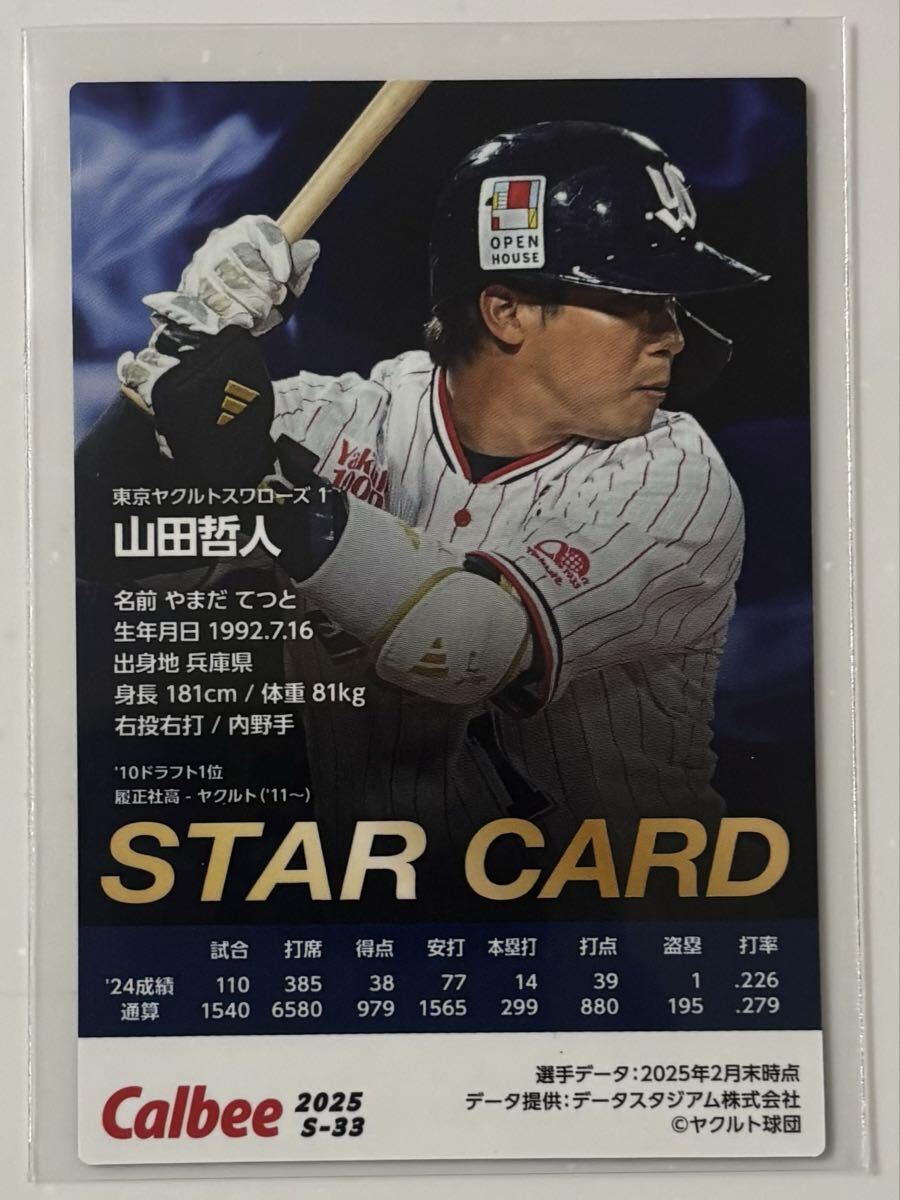 OPEN
HOUSE
Yakult
1000
東京ヤクルトスワローズ 1
山田哲人
名前 やまだ てつと
生年月日 1992.7.16
出身地 兵庫県
身長 181cm / 体重 81kg
右投右打 / 内野手
'10ドラフト1位
履正社高 - ヤクルト('11〜)
STAR CARD
試合 打席 得点 安打 本塁打 打点 盗塁 打率
'24成績 110 385 38 77 14 39 1 .226
通算 1540 6580 979 1565 299 880 195 .279
Calbee 2025
S-33
選手データ：2025年2月末時点
データ提供：データスタジアム株式会社
©ヤクルト球団